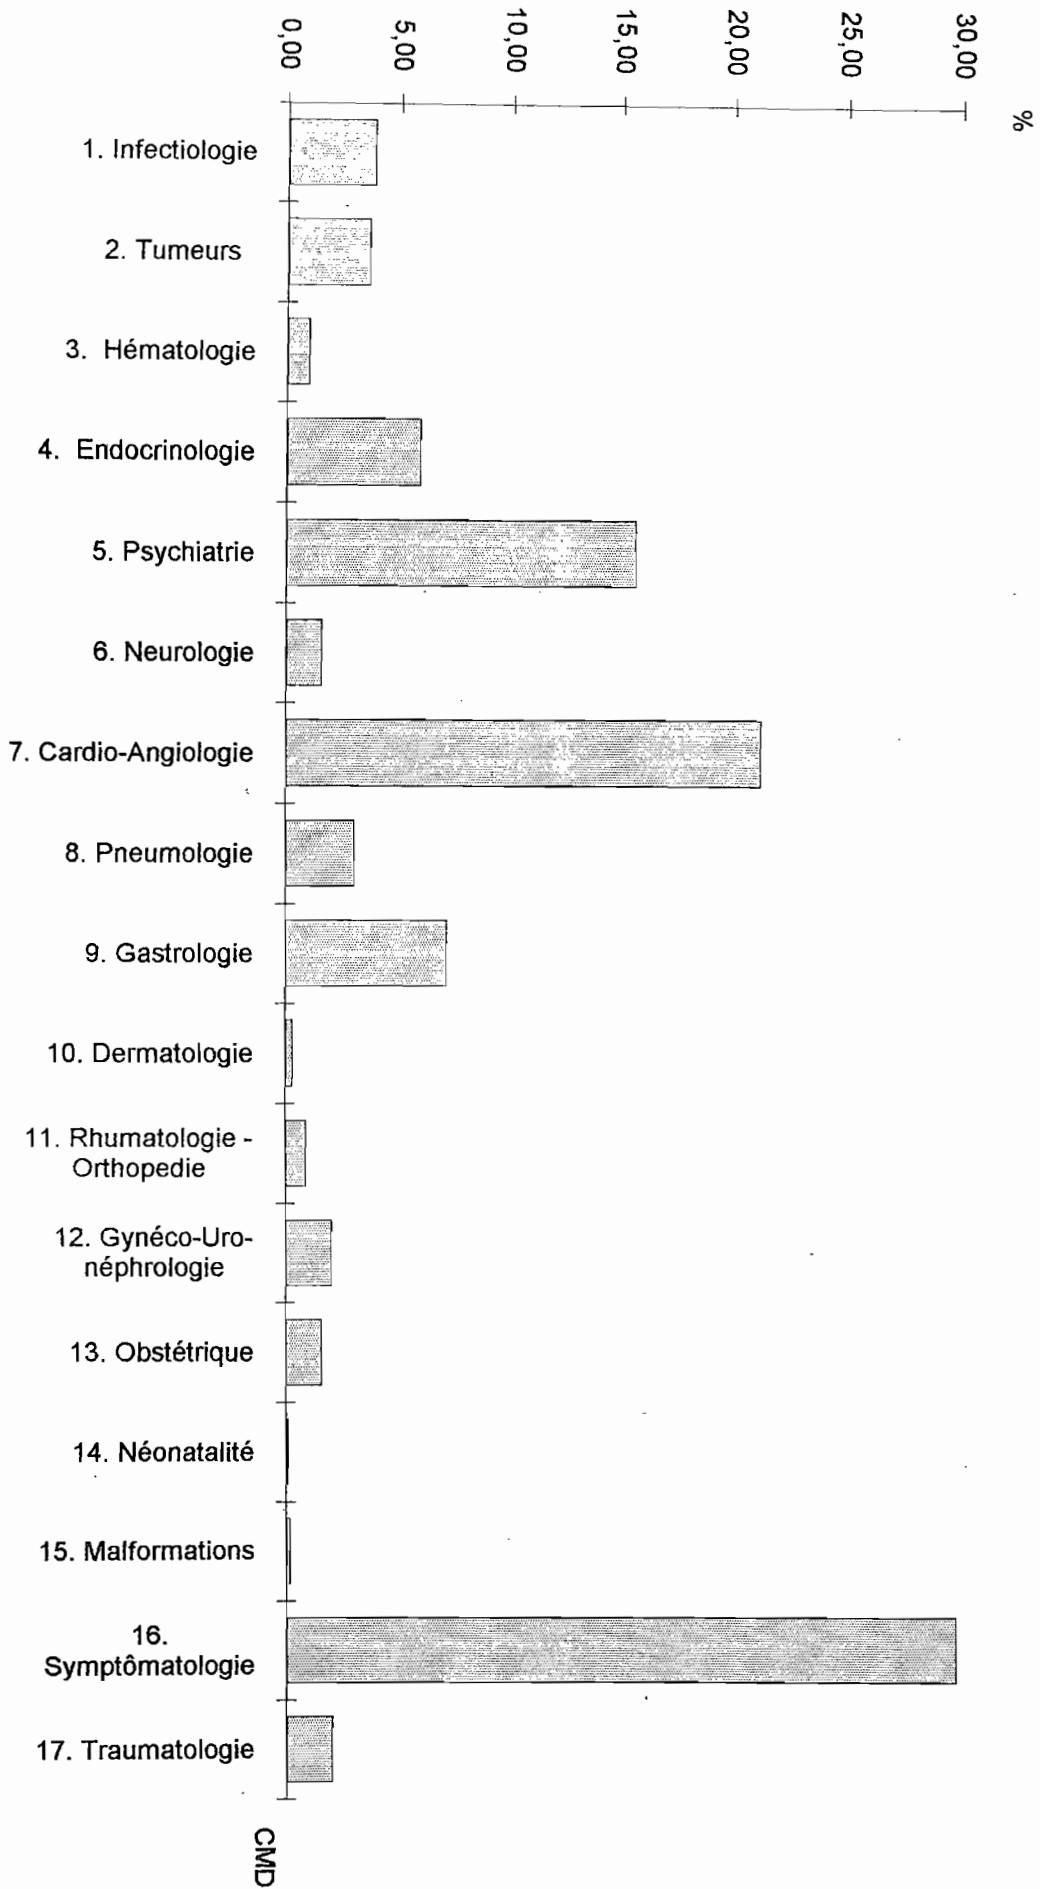 %
30,00
25,00
20,00
15,00
10,00
5,00
0,00
1. Infectiologie
2. Tumeurs
3. Hématologie
4. Endocrinologie
5. Psychiatrie
6. Neurologie
7. Cardio-Angiologie
8. Pneumologie
9. Gastrologie
10. Dermatologie
11. Rhumatologie -
Orthopedie
12. Gynéco-Uro-
néphrologie
13. Obstétrique
14. Néonatalité
15. Malformations
16.
Symptômatologie
17. Traumatologie
CMD